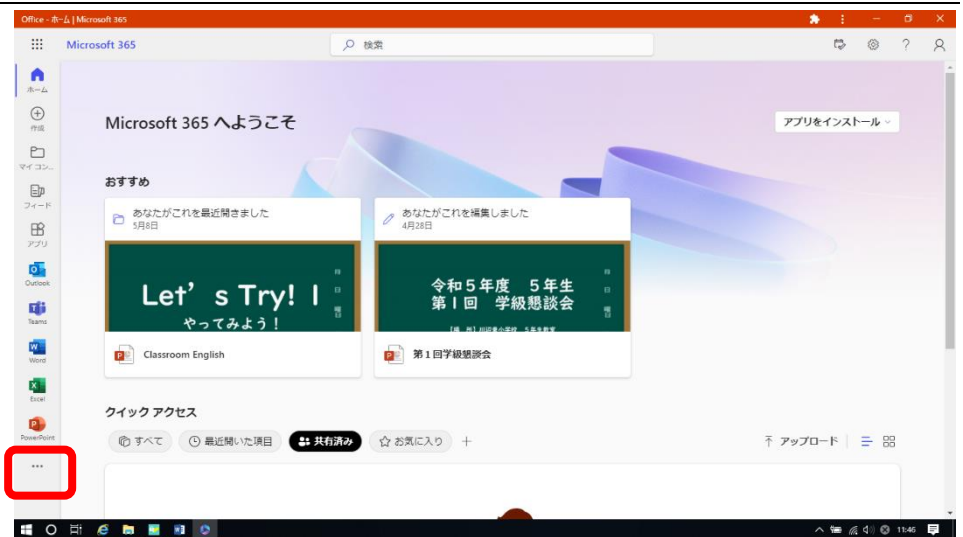 Office - ホーム | Microsoft 365
Microsoft 365
検索
ホーム
作成
マイ コン...
フィード
アプリ
Outlook
Teams
Word
Excel
PowerPoint
Microsoft 365 へようこそ
アプリをインストール
おすすめ
あなたがこれを最近開きました
5月8日
Let’s Try! 1
やってみよう!
Classroom English
あなたがこれを編集しました
4月28日
令和5年度 5年生
第1回 学級懇談会
第1回学級懇談会
クイック アクセス
すべて
最近開いた項目
共有済み
お気に入り
アップロード
11:46